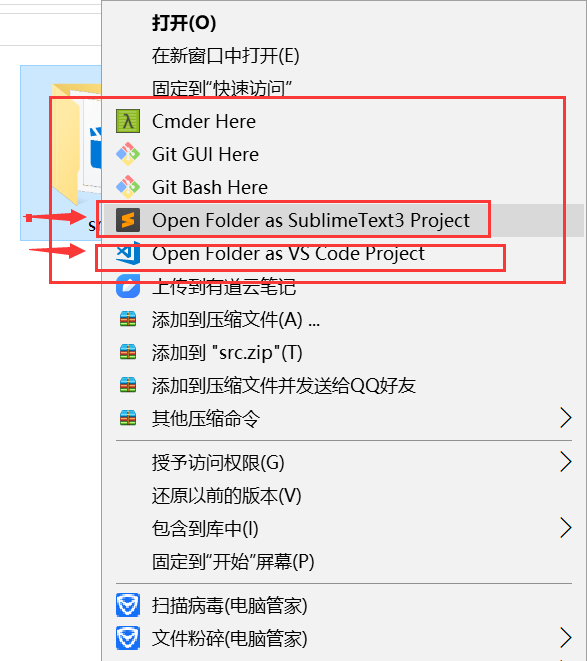 打开(O)
在新窗口中打开(E)
固定到“快速访问”
Cmder Here
Git GUI Here
Git Bash Here
Open Folder as SublimeText3 Project
Open Folder as VS Code Project
上传到有道云笔记
添加到压缩文件(A) ...
添加到 "src.zip"(T)
添加到压缩文件并发送给QQ好友
其他压缩命令
授予访问权限(G)
还原以前的版本(V)
包含到库中(I)
固定到“开始”屏幕(P)
扫描病毒(电脑管家)
文件粉碎(电脑管家)